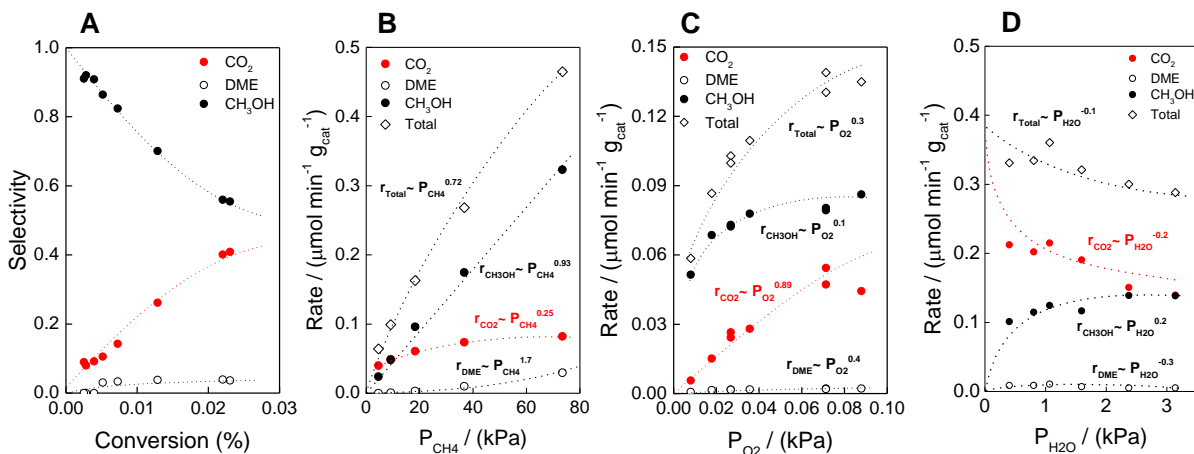 A
1.0
0.8
0.6
0.4
0.2
0.0
Selectivity
0.00
0.01
0.02
0.03
Conversion (%)
CO2
DME
CH3OH
B
0.5
0.4
0.3
0.2
0.1
0.0
Rate / (μmol min-1 gcat-1)
0
20
40
60
80
PCH4 / (kPa)
CO2
DME
CH3OH
Total
rTotal~ PCH4^0.72
rCH3OH~ PCH4^0.93
rCO2~ PCH4^0.25
rDME~ PCH4^1.7
C
0.15
0.12
0.09
0.06
0.03
0.00
Rate / (μmol min-1 gcat-1)
0.00
0.02
0.04
0.06
0.08
0.10
PO2 / (kPa)
CO2
DME
CH3OH
Total
rTotal~ PO2^0.3
rCH3OH~ PO2^0.1
rCO2~ PO2^0.89
rDME~ PO2^0.4
D
0.5
0.4
0.3
0.2
0.1
0.0
Rate / (μmol min-1 gcat-1)
0
1
2
3
PH2O / (kPa)
CO2
DME
CH3OH
Total
rTotal~ PH2O^-0.1
rCO2~ PH2O^-0.2
rCH3OH~ PH2O^0.2
rDME~ PH2O^-0.3